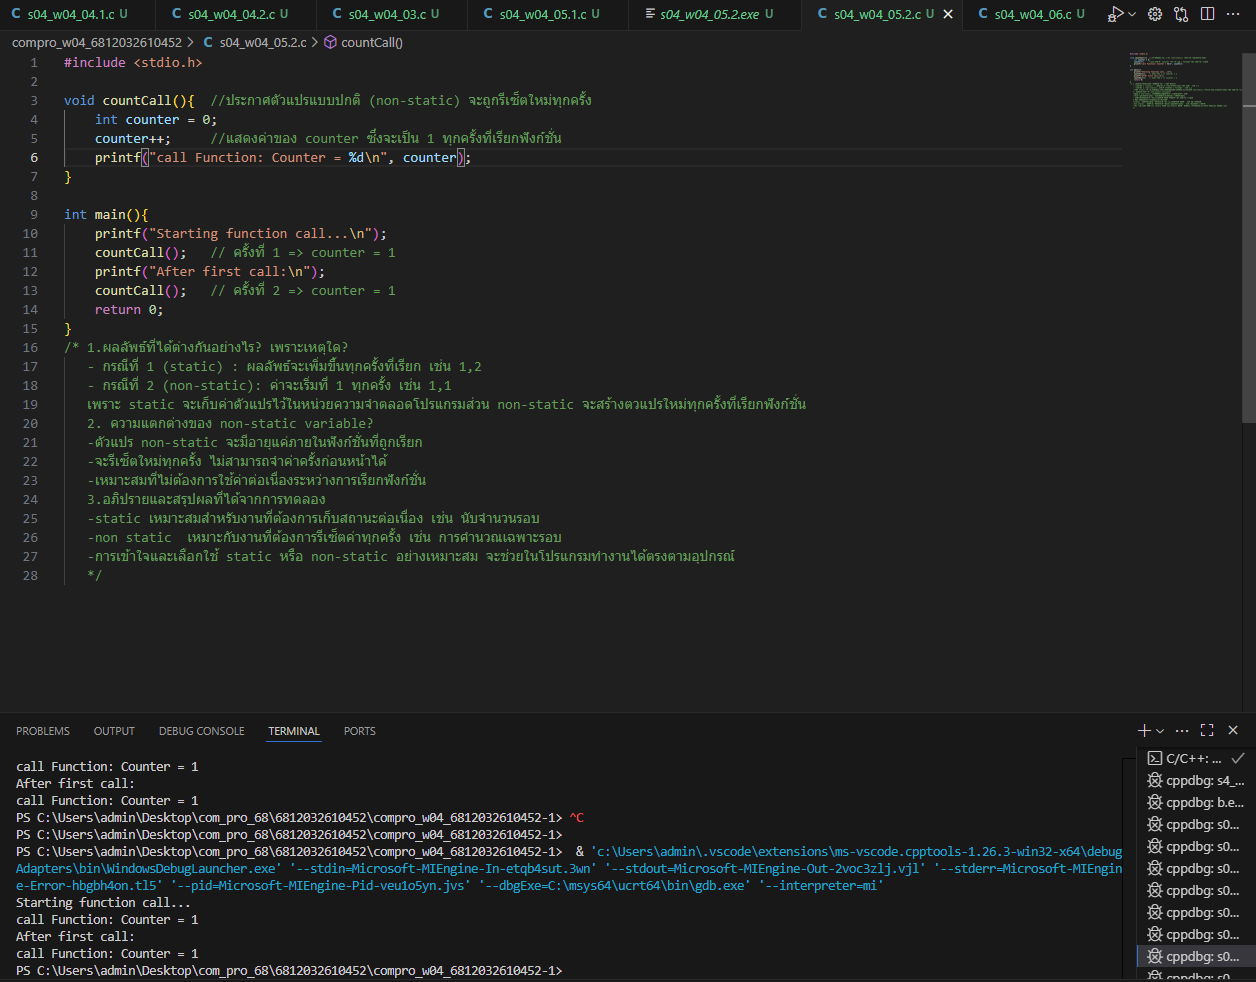 C s04_w04_04.1.c U C s04_w04_04.2.c U C s04_w04_03.c U C s04_w04_05.1.c U s04_w04_05.2.exe U C s04_w04_05.2.c U C s04_w04_06.c U
compro_w04_6812032610452 > C s04_w04_05.2.c > countCall()
1 #include <stdio.h>
2
3 void countCall(){ //ประกาศตัวแปรแบบปกติ (non-static) จะถูกรีเซ็ตใหม่ทุกครั้ง
4 int counter = 0;
5 counter++; //แสดงค่าของ counter ซึ่งจะเป็น 1 ทุกครั้งที่เรียกฟังก์ชั่น
6 printf("call Function: Counter = %d\n", counter);
7 }
8
9 int main(){
10 printf("Starting function call...\n");
11 countCall(); // ครั้งที่ 1 => counter = 1
12 printf("After first call:\n");
13 countCall(); // ครั้งที่ 2 => counter = 1
14 return 0;
15 }
16 /* 1.ผลลัพธ์ที่ได้ต่างกันอย่างไร? เพราะเหตุใด?
17 - กรณีที่ 1 (static) : ผลลัพธ์จะเพิ่มขึ้นทุกครั้งที่เรียก เช่น 1,2
18 - กรณีที่ 2 (non-static): ค่าจะเริ่มที่ 1 ทุกครั้ง เช่น 1,1
19 เพราะ static จะเก็บค่าตัวแปรไว้ในหน่วยความจำตลอดโปรแกรมส่วน non-static จะสร้างตวแปรใหม่ทุกครั้งที่เรียกฟังก์ชั่น
20 2. ความแตกต่างของ non-static variable?
21 -ตัวแปร non-static จะมีอายุแค่ภายในฟังก์ชั่นที่ถูกเรียก
22 -จะรีเซ็ตใหม่ทุกครั้ง ไม่สามารถจำค่าครั้งก่อนหน้าได้
23 -เหมาะสมที่ไม่ต้องการใช้ค่าต่อเนื่องระหว่างการเรียกฟังก์ชั่น
24 3.อภิปรายและสรุปผลที่ได้จากการทดลอง
25 -static เหมาะสมสำหรับงานที่ต้องการเก็บสถานะต่อเนื่อง เช่น นับจำนวนรอบ
26 -non static เหมาะกับงานที่ต้องการรีเซ็ตค่าทุกครั้ง เช่น การคำนวณเฉพาะรอบ
27 -การเข้าใจและเลือกใช้ static หรือ non-static อย่างเหมาะสม จะช่วยในโปรแกรมทำงานได้ตรงตามอุปกรณ์
28 */
PROBLEMS OUTPUT DEBUG CONSOLE TERMINAL PORTS
call Function: Counter = 1
After first call:
call Function: Counter = 1
PS C:\Users\admin\Desktop\com_pro_68\6812032610452\compro_w04_6812032610452-1> ^C
PS C:\Users\admin\Desktop\com_pro_68\6812032610452\compro_w04_6812032610452-1>
PS C:\Users\admin\Desktop\com_pro_68\6812032610452\compro_w04_6812032610452-1> & 'c:\Users\admin\.vscode\extensions\ms-vscode.cpptools-1.26.3-win32-x64\debug
Adapters\bin\WindowsDebugLauncher.exe' '--stdin=Microsoft-MIEngine-In-etqb4sut.3wn' '--stdout=Microsoft-MIEngine-Out-2voc3zlj.vjl' '--stderr=Microsoft-MIEngin
e-Error-hbgbh4on.tl5' '--pid=Microsoft-MIEngine-Pid-veu1o5yn.jvs' '--dbgExe=C:\msys64\ucrt64\bin\gdb.exe' '--interpreter=mi'
Starting function call...
call Function: Counter = 1
After first call:
call Function: Counter = 1
PS C:\Users\admin\Desktop\com_pro_68\6812032610452\compro_w04_6812032610452-1>
C/C++: ...
cppdbg: s4_...
cppdbg: b.e...
cppdbg: s0...
cppdbg: s0...
cppdbg: s0...
cppdbg: s0...
cppdbg: s0...
cppdbg: s0...
cppdbg: s0...
cppdbg: s0...